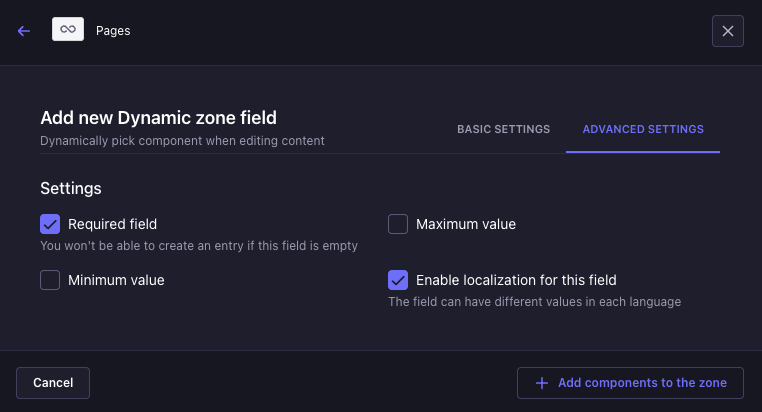 Pages
Add new Dynamic zone field
Dynamically pick component when editing content
BASIC SETTINGS
ADVANCED SETTINGS
Settings
Required field
You won't be able to create an entry if this field is empty
Maximum value
Minimum value
Enable localization for this field
The field can have different values in each language
Cancel
Add components to the zone